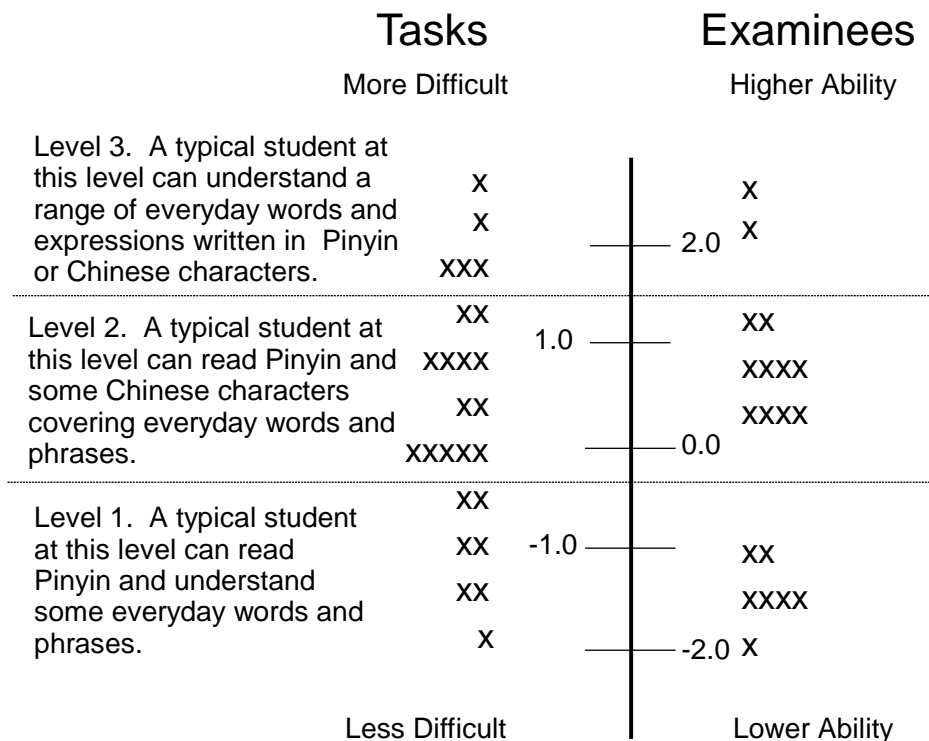 Tasks
Examinees
More Difficult
Higher Ability
Level 3.  A typical student at
this level can understand a
range of everyday words and
expressions written in  Pinyin
or Chinese characters.
x
x
xxx
2.0
x
x
Level 2.  A typical student at
this level can read Pinyin and
some Chinese characters
covering everyday words and
phrases.
xx
xxxx
xx
xxxxx
1.0
0.0
xx
xxxx
xxxx
Level 1.  A typical student
at this level can read
Pinyin and understand
some everyday words and
phrases.
xx
xx
xx
x
-1.0
-2.0
xx
xxxx
x
Less Difficult
Lower Ability